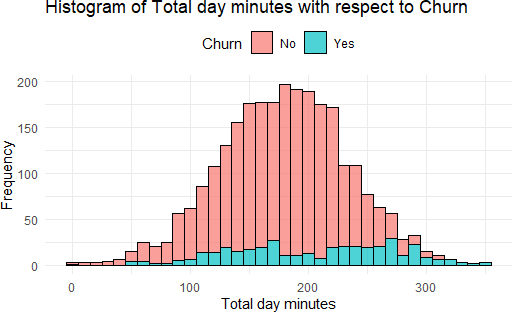 Histogram of Total day minutes with respect to Churn
Churn No Yes
200
150
100
50
0
Frequency
0 100 200 300
Total day minutes